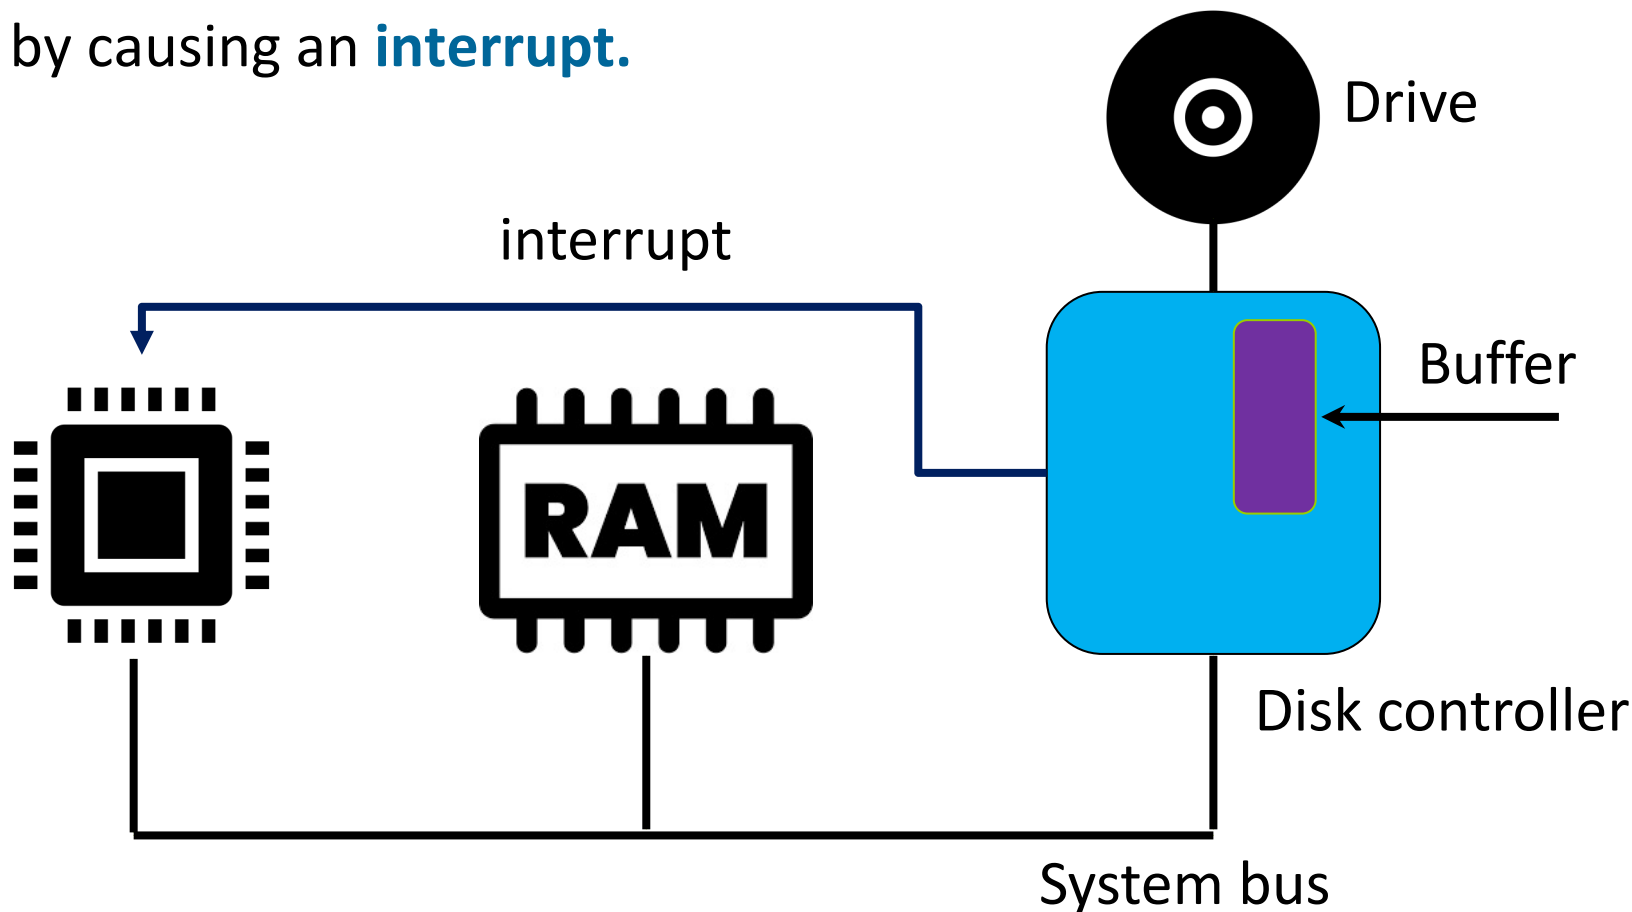 by causing an interrupt.
Drive
interrupt
Buffer
RAM
Disk controller
System bus